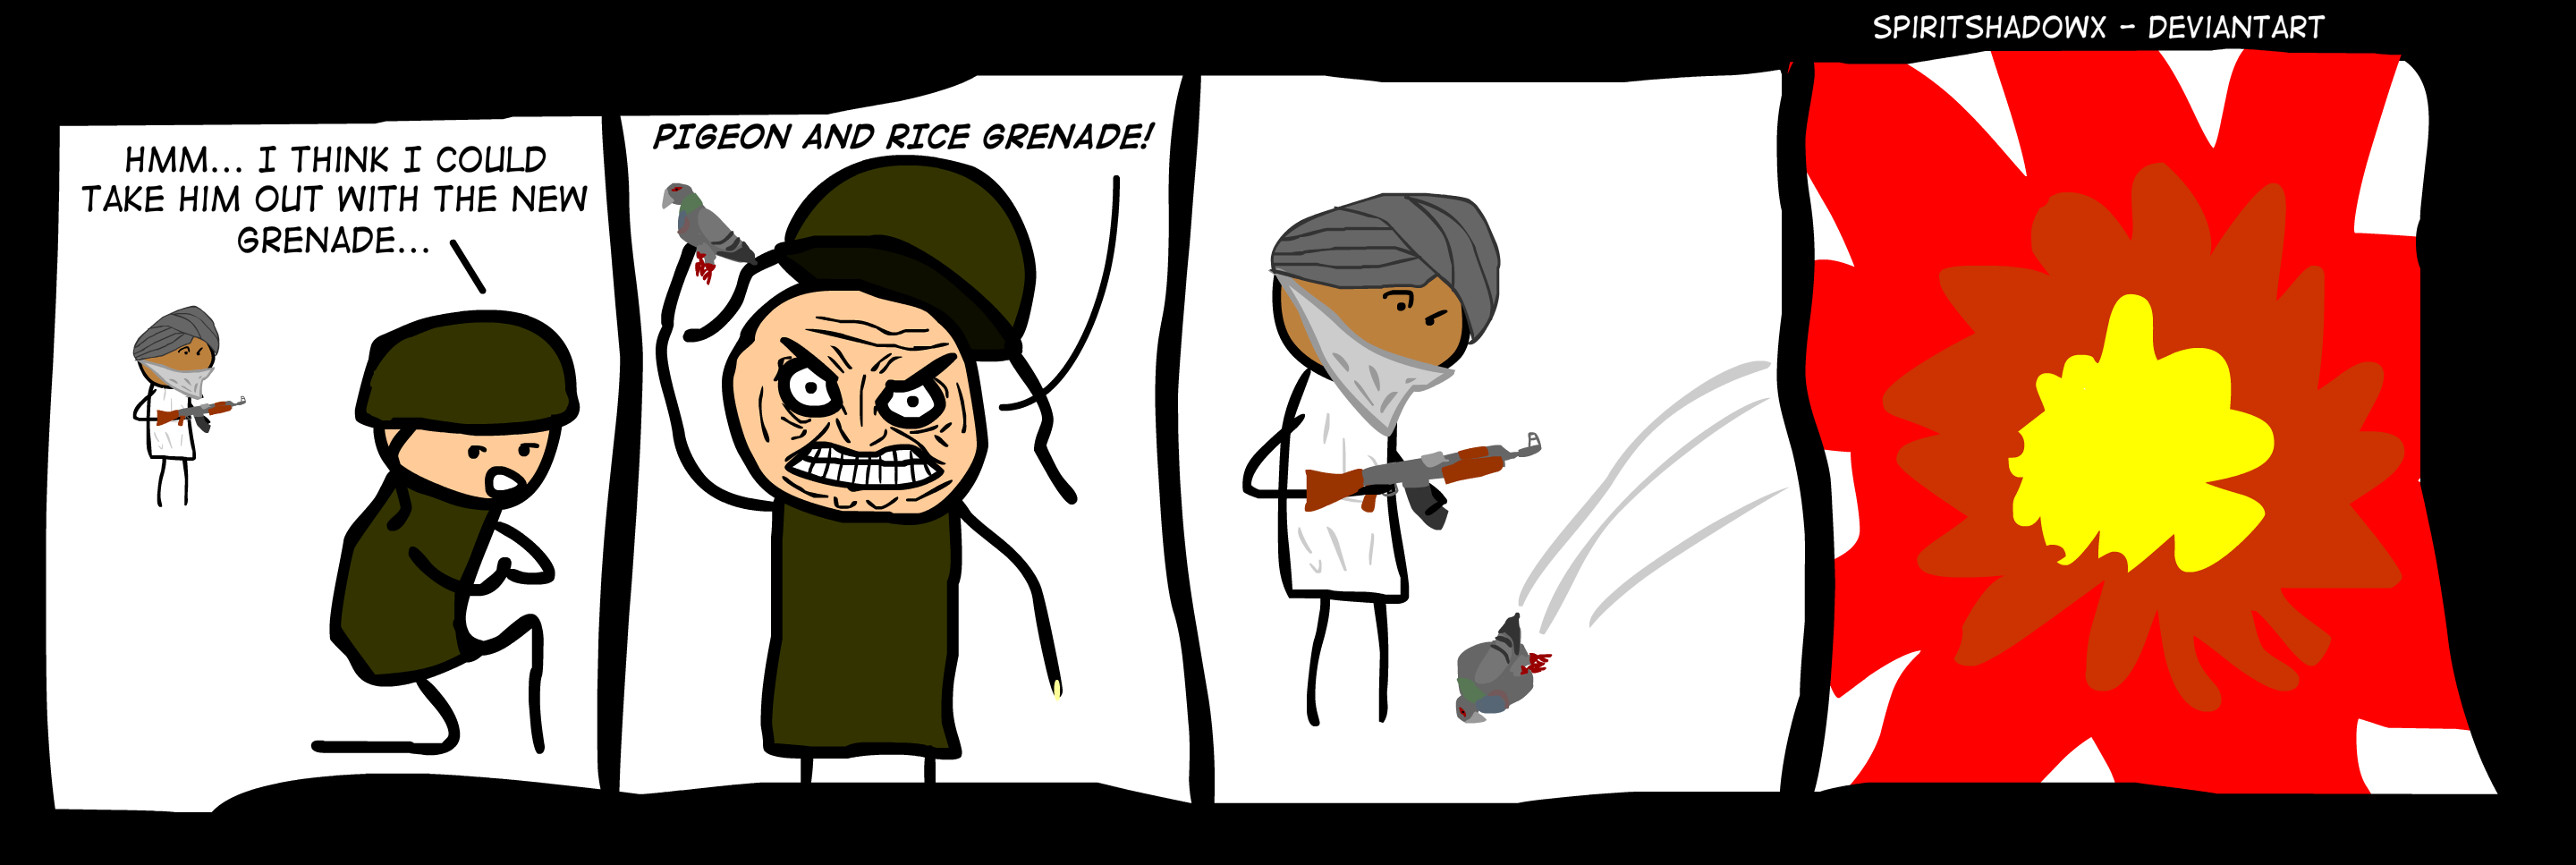 SPIRITSHADOWX - DEVIANTART
HMM... I THINK I COULD
TAKE HIM OUT WITH THE NEW
GRENADE...
PIGEON AND RICE GRENADE!